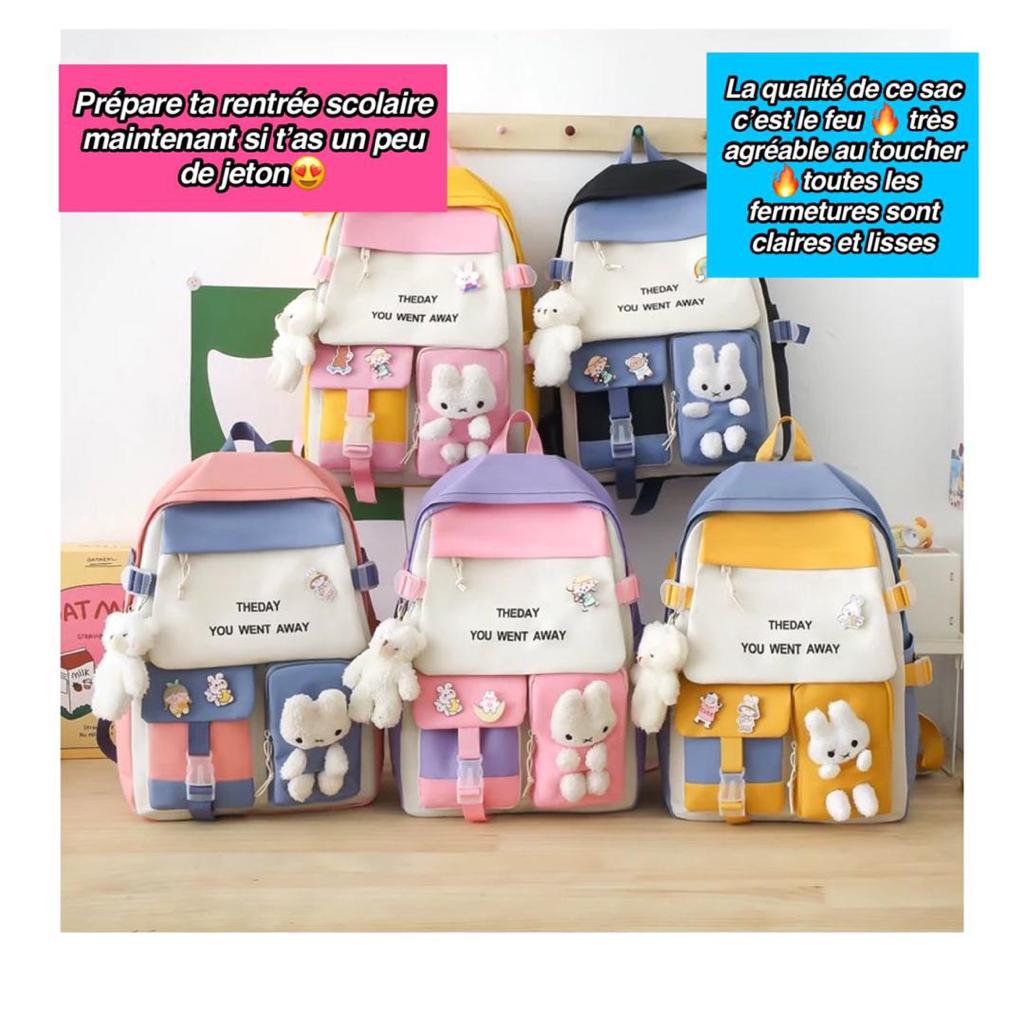 Prépare ta rentrée scolaire
maintenant si t'as un peu
de jeton😍
La qualité de ce sac
c'est le feu 🔥 très
agréable au toucher
🔥toutes les
fermetures sont
claires et lisses
THEDAY
YOU WENT AWAY
THEDAY
YOU WENT AWAY
THEDAY
YOU WENT AWAY
THEDAY
YOU WENT AWAY
THEDAY
YOU WENT AWAY
milk